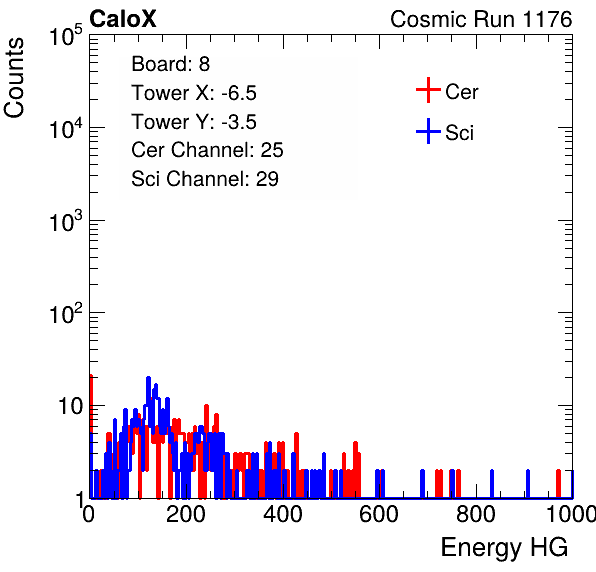 CaloX Cosmic Run 1176
Counts
10^5
10^4
10^3
10^2
10
1
Board: 8
Tower X: -6.5
Tower Y: -3.5
Cer Channel: 25
Sci Channel: 29
Cer
Sci
0 200 400 600 800 1000
Energy HG